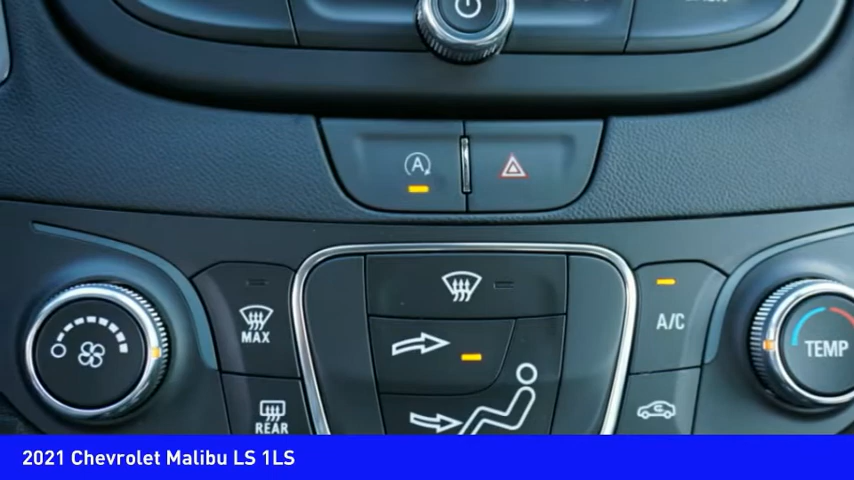 A
MAX
A/C
TEMP
REAR
2021 Chevrolet Malibu LS 1LS